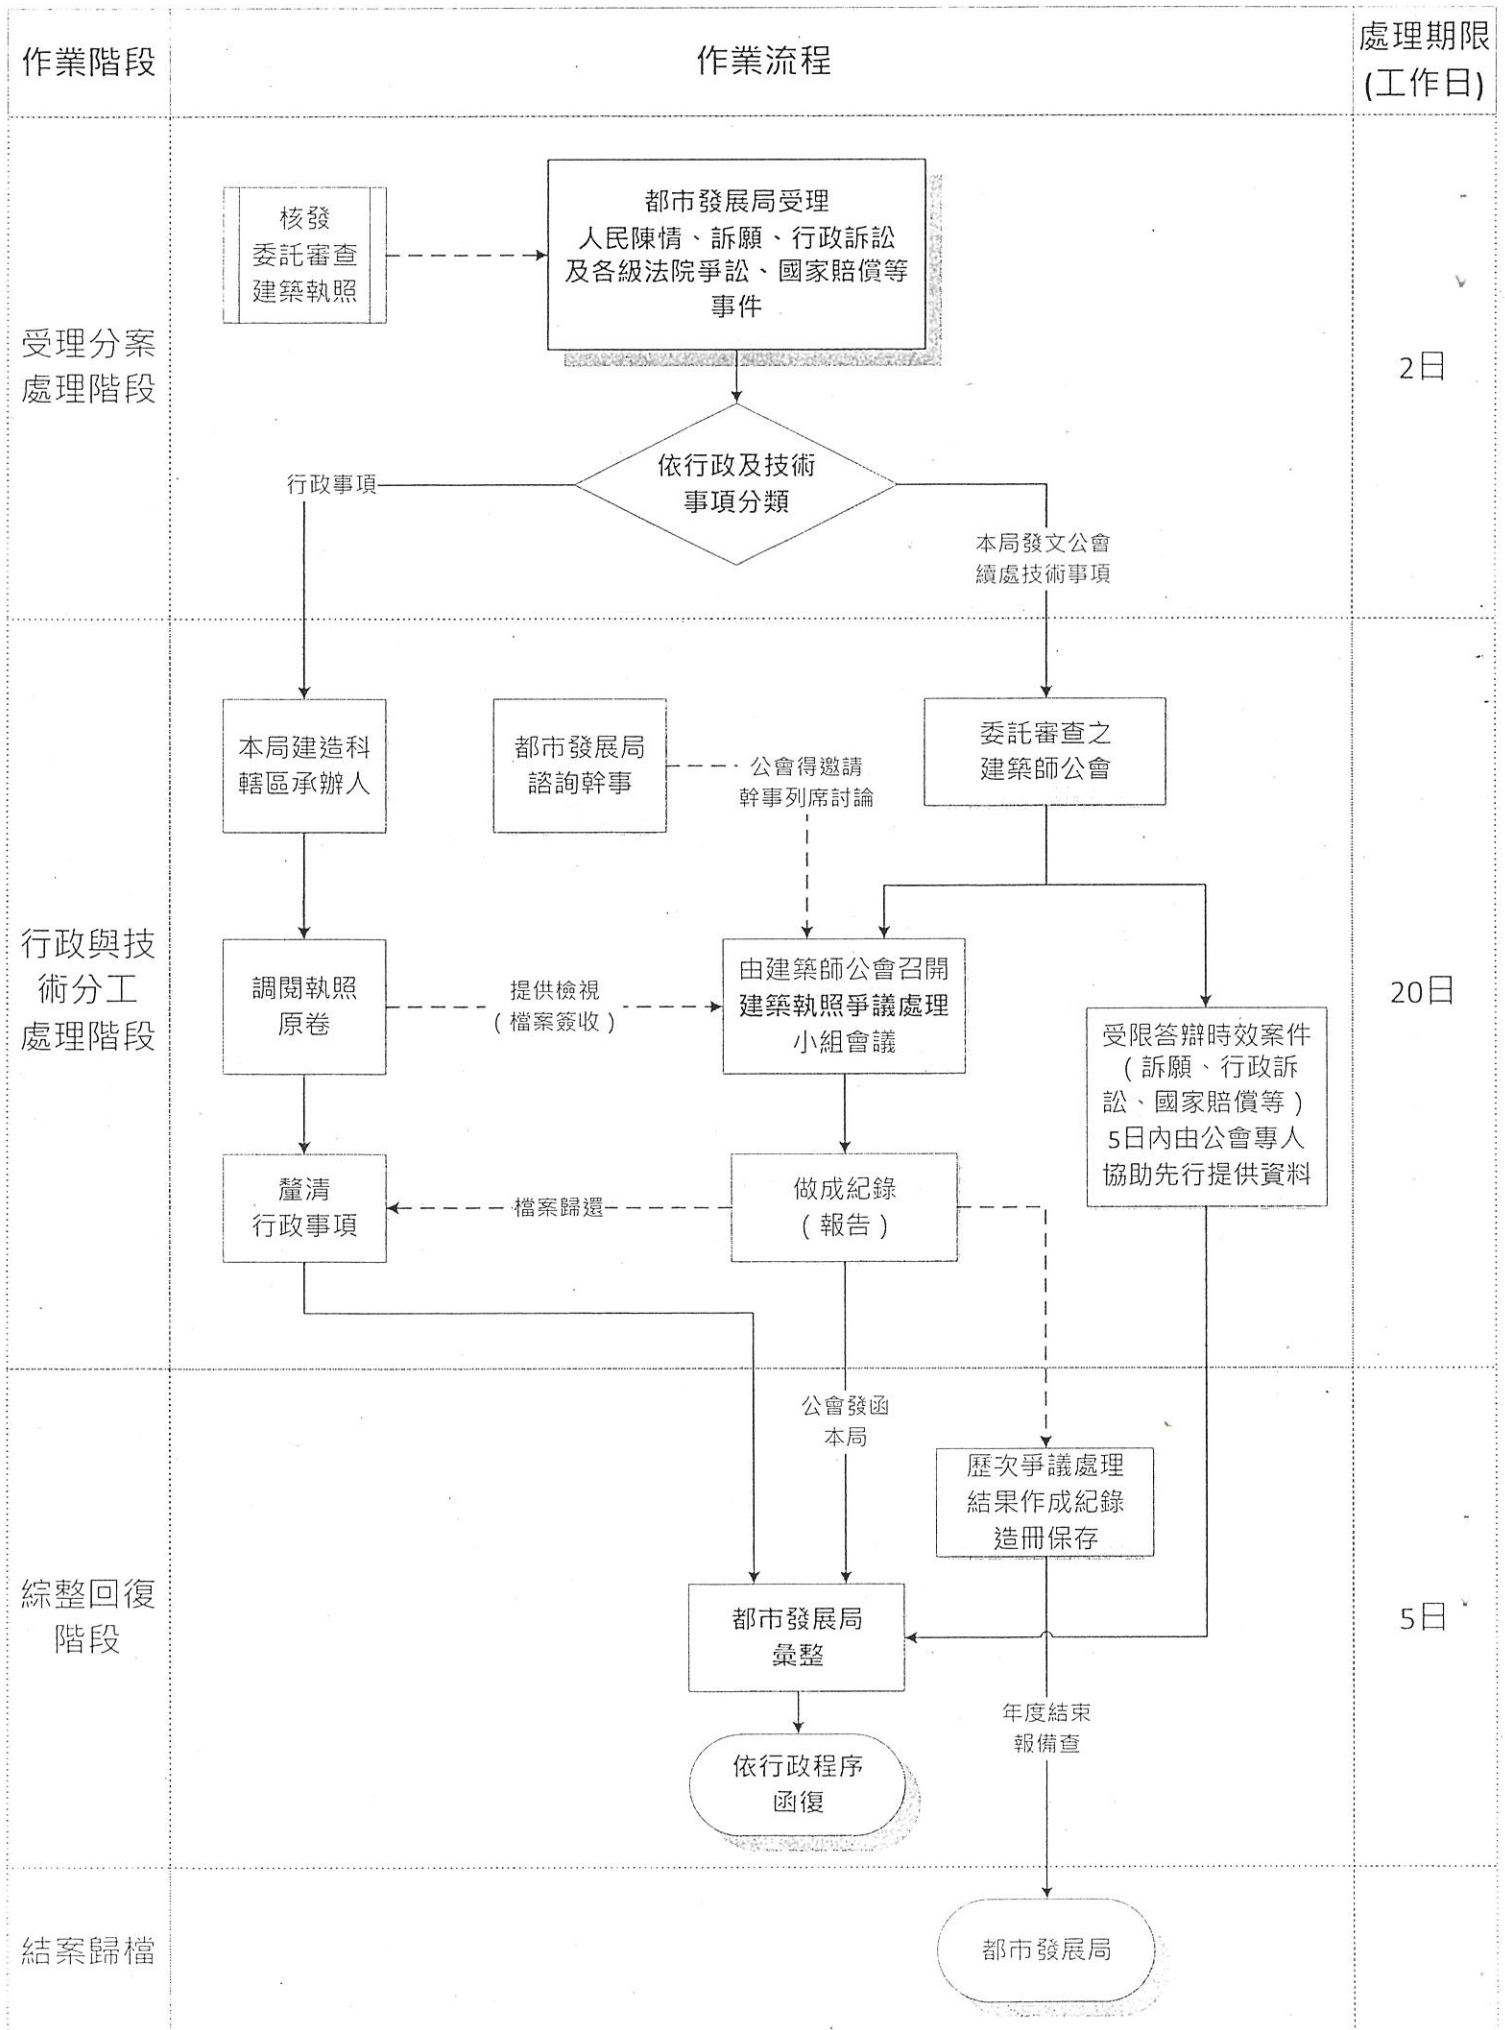 作業階段
作業流程
處理期限
(工作日)
受理分案
處理階段
核發
委託審查
建築執照
都市發展局受理
人民陳情、訴願、行政訴訟
及各級法院爭訟、國家賠償等
事件
2日
依行政及技術
事項分類
行政事項
本局發文公會
續處技術事項
行政與技
術分工
處理階段
本局建造科
轄區承辦人
都市發展局
諮詢幹事
公會得邀請
幹事列席討論
委託審查之
建築師公會
20日
調閱執照
原卷
提供檢視
(檔案簽收)
由建築師公會召開
建築執照爭議處理
小組會議
受限答辯時效案件
(訴願、行政訴
訟、國家賠償等)
5日內由公會專人
協助先行提供資料
釐清
行政事項
檔案歸還
做成紀錄
(報告)
綜整回復
階段
公會發函
本局
歷次爭議處理
結果作成紀錄
造冊保存
都市發展局
彙整
5日
年度結束
報備查
依行政程序
函復
結案歸檔
都市發展局